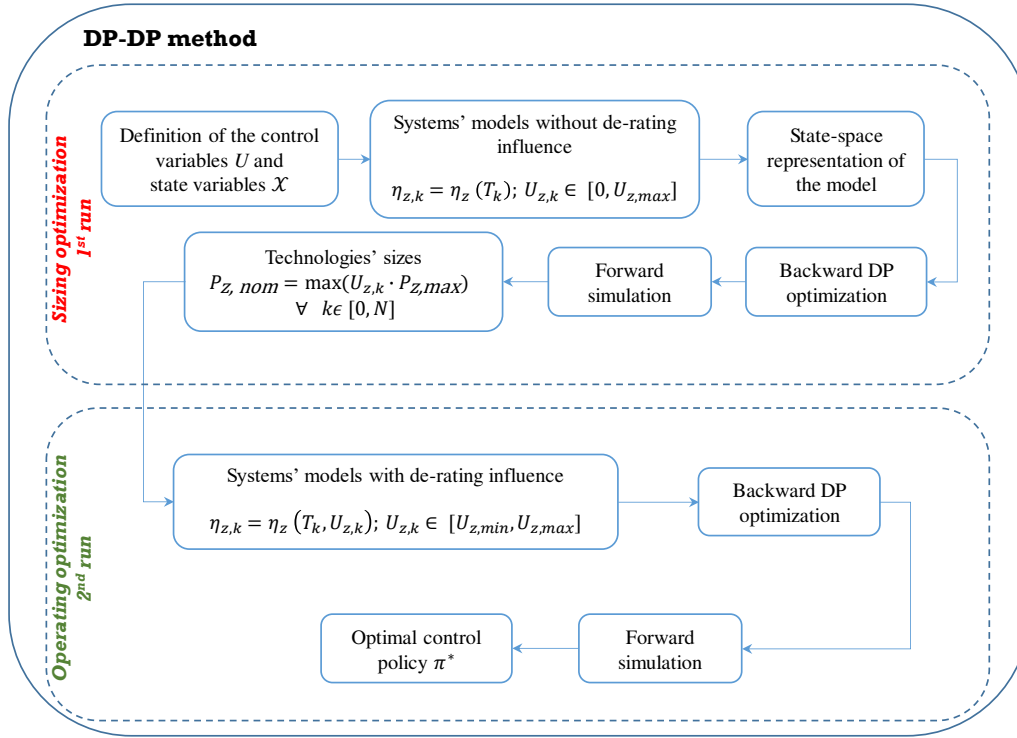 DP-DP method
Sizing optimization
1st run
Definition of the control
variables U and
state variables 𝒳
Systems' models without de-rating
influence
η_{z,k} = η_z (T_k); U_{z,k} ∈ [0, U_{z,max}]
State-space
representation of
the model
Technologies' sizes
P_{Z, nom} = max(U_{z,k} · P_{Z,max})
∀ kϵ [0, N]
Forward
simulation
Backward DP
optimization
Operating optimization
2nd run
Systems' models with de-rating influence
η_{z,k} = η_z (T_k, U_{z,k}); U_{z,k} ∈ [U_{z,min}, U_{z,max}]
Backward DP
optimization
Optimal control
policy π*
Forward
simulation